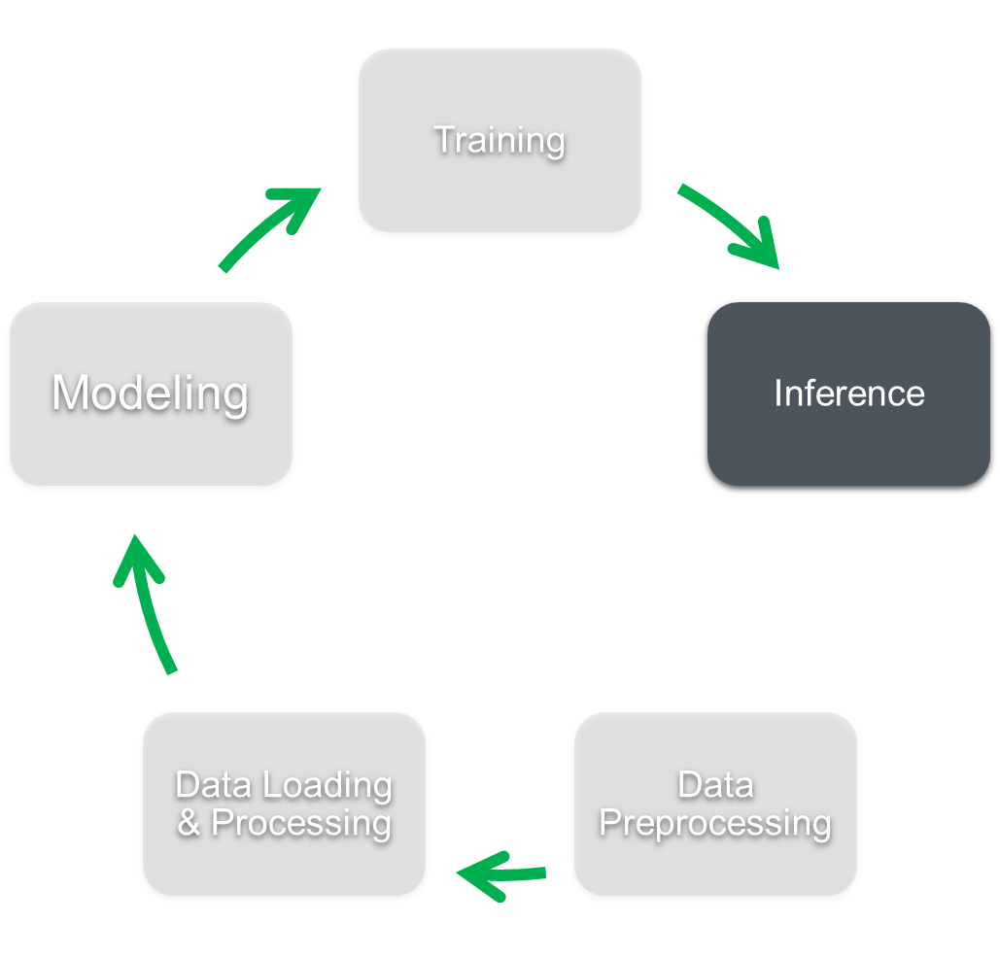 Training
Modeling
Inference
Data Loading
& Processing
Data
Preprocessing